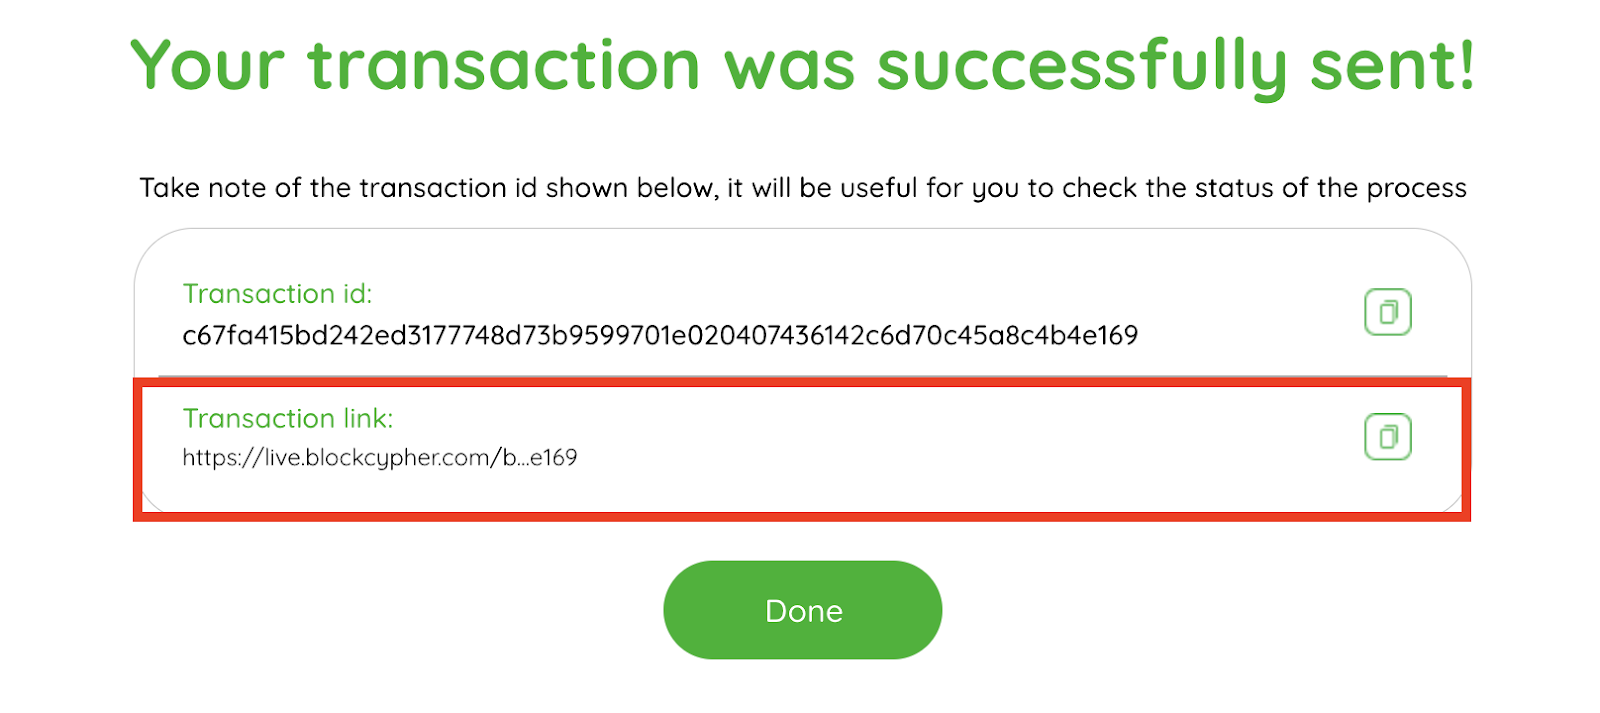 Your transaction was successfully sent!
Take note of the transaction id shown below, it will be useful for you to check the status of the process
Transaction id:
c67fa415bd242ed3177748d73b9599701e020407436142c6d70c45a8c4b4e169
Transaction link:
https://live.blockcypher.com/b...e169
Done